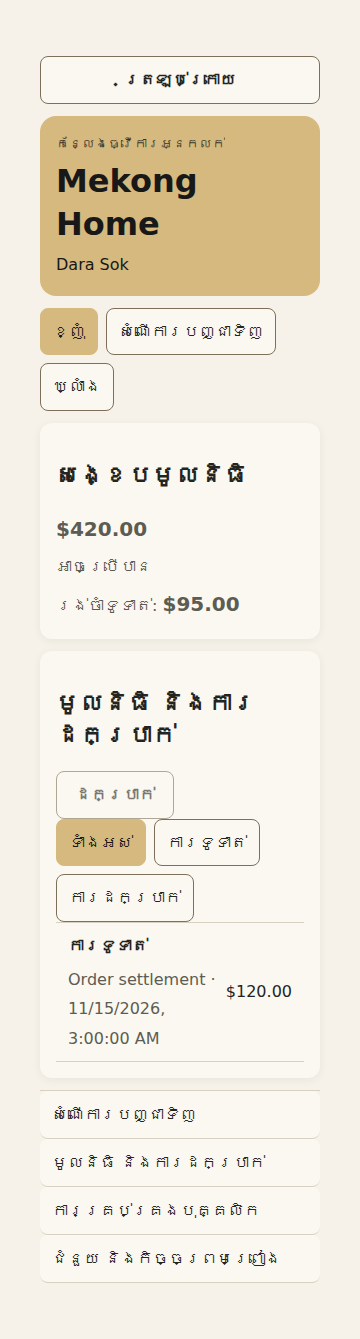 ត្រឡប់ក្រោយ
កន្លែងធ្វើការអ្នកលក់
Mekong
Home
Dara Sok
ខ្ញុំ
សំណើការបញ្ជាទិញ
ឃ្លាំង
សង្ខេបមូលនិធិ
$420.00
អាចប្រើបាន
រង់ចាំទូទាត់: $95.00
មូលនិធិ និងការ
ដកប្រាក់
ដកប្រាក់
ទាំងអស់
ការទូទាត់
ការដកប្រាក់
ការទូទាត់
Order settlement ·
11/15/2026,
3:00:00 AM
$120.00
សំណើការបញ្ជាទិញ
មូលនិធិ និងការដកប្រាក់
ការគ្រប់គ្រងបុគ្គលិក
ជំនួយ និងកិច្ចព្រមព្រៀង